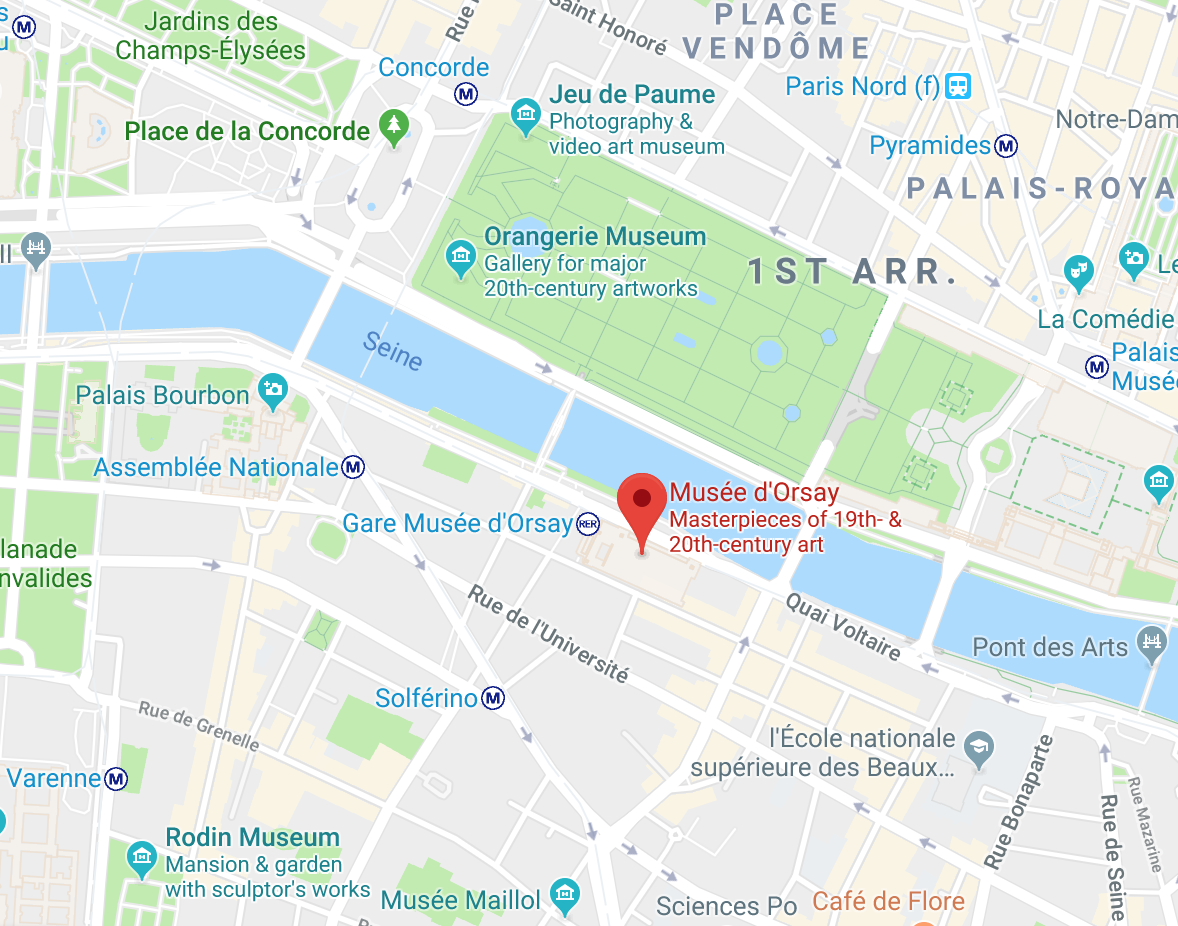 Jardins des
Champs-Élysées
Rue
Saint Honoré
PLACE
VENDÔME
Concorde
M
Paris Nord (f)
Jeu de Paume
Photography &
video art museum
Place de la Concorde
Notre-Dam
Pyramides M
PALAIS-ROYA
Orangerie Museum
Gallery for major
20th-century artworks
1ST ARR.
Le
La Comédie
Seine
M Palais
Musé
Palais Bourbon
Assemblée Nationale M
Musée d'Orsay
Masterpieces of 19th- &
20th-century art
Gare Musée d'Orsay RER
lanade
nvalides
Rue de l'Université
Quai Voltaire
Pont des Arts
Solférino M
Rue de Grenelle
l'École nationale
supérieure des Beaux...
Varenne M
Rue Bonaparte
Rue de Seine
Rue Mazarine
Rodin Museum
Mansion & garden
with sculptor's works
Musée Maillol
Sciences Po
Café de Flore